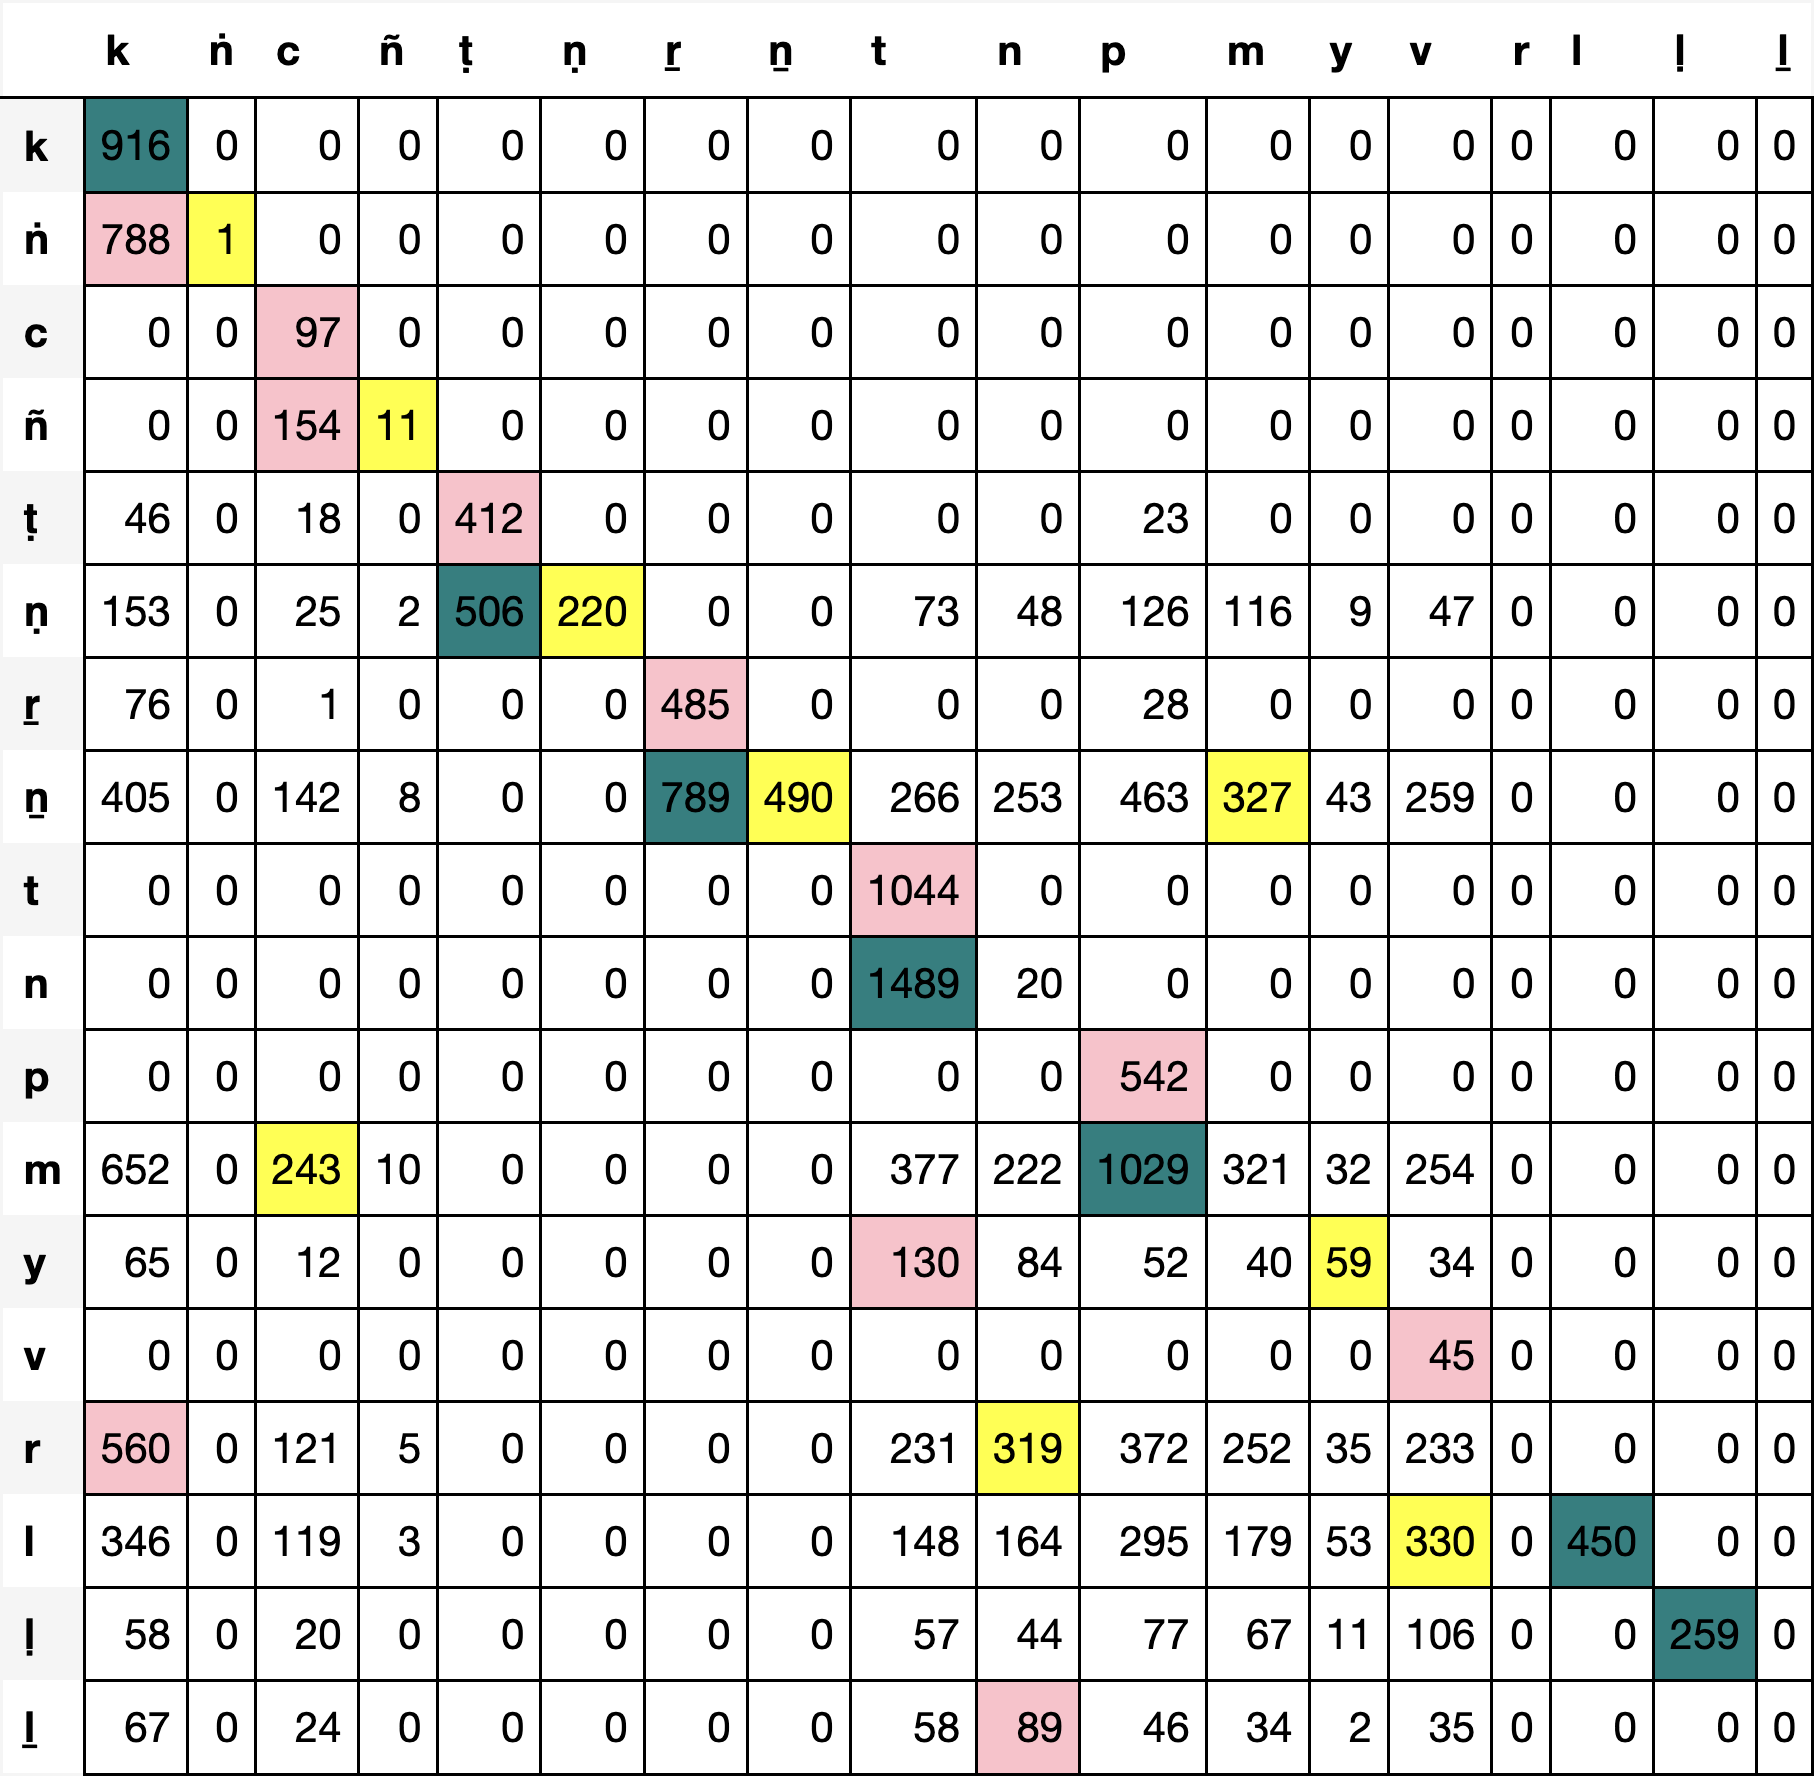 k ṅ c ñ ṭ ṇ ṟ ṉ t n p m y v r l ḷ ḻ
k 916 0 0 0 0 0 0 0 0 0 0 0 0 0 0 0 0 0
ṅ 788 1 0 0 0 0 0 0 0 0 0 0 0 0 0 0 0 0
c 0 0 97 0 0 0 0 0 0 0 0 0 0 0 0 0 0 0
ñ 0 0 154 11 0 0 0 0 0 0 0 0 0 0 0 0 0 0
ṭ 46 0 18 0 412 0 0 0 0 0 23 0 0 0 0 0 0 0
ṇ 153 0 25 2 506 220 0 0 73 48 126 116 9 47 0 0 0 0
ṟ 76 0 1 0 0 0 485 0 0 0 28 0 0 0 0 0 0 0
ṉ 405 0 142 8 0 0 789 490 266 253 463 327 43 259 0 0 0 0
t 0 0 0 0 0 0 0 0 1044 0 0 0 0 0 0 0 0 0
n 0 0 0 0 0 0 0 0 1489 20 0 0 0 0 0 0 0 0
p 0 0 0 0 0 0 0 0 0 0 542 0 0 0 0 0 0 0
m 652 0 243 10 0 0 0 0 377 222 1029 321 32 254 0 0 0 0
y 65 0 12 0 0 0 0 0 130 84 52 40 59 34 0 0 0 0
v 0 0 0 0 0 0 0 0 0 0 0 0 0 45 0 0 0 0
r 560 0 121 5 0 0 0 0 231 319 372 252 35 233 0 0 0 0
l 346 0 119 3 0 0 0 0 148 164 295 179 53 330 0 450 0 0
ḷ 58 0 20 0 0 0 0 0 57 44 77 67 11 106 0 0 259 0
ḻ 67 0 24 0 0 0 0 0 58 89 46 34 2 35 0 0 0 0